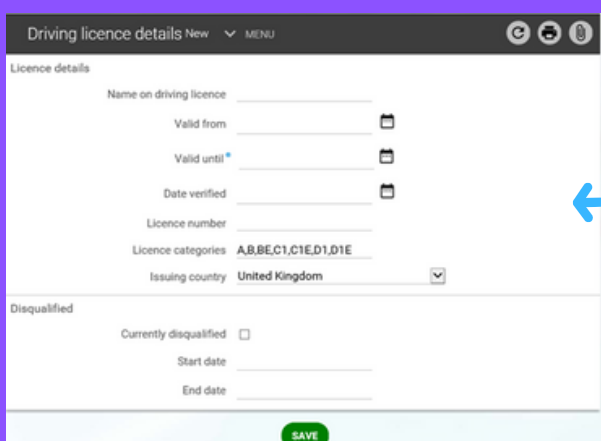 Driving licence details New MENU
Licence details
Name on driving licence
Valid from
Valid until *
Date verified
Licence number
Licence categories A,B,BE,C1,C1E,D1,D1E
Issuing country United Kingdom
Disqualified
Currently disqualified
Start date
End date
SAVE